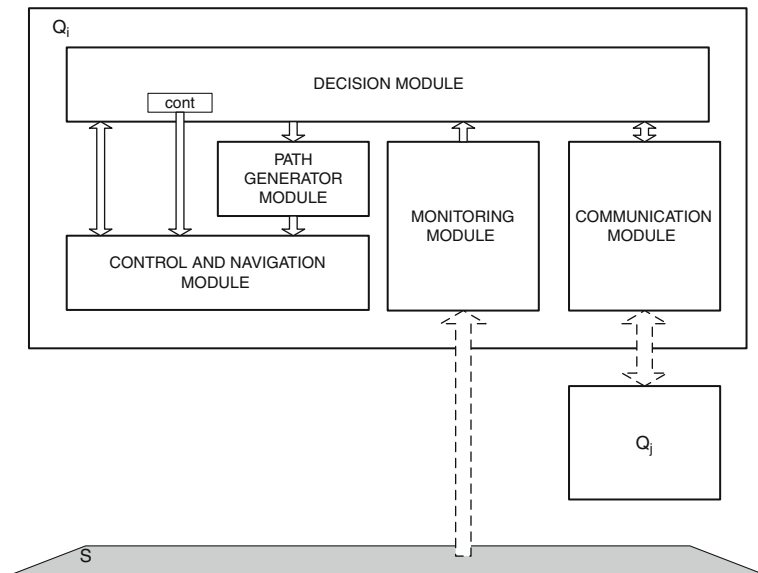 Qi
DECISION MODULE
cont
PATH
GENERATOR
MODULE
MONITORING
MODULE
COMMUNICATION
MODULE
CONTROL AND NAVIGATION
MODULE
Qj
S